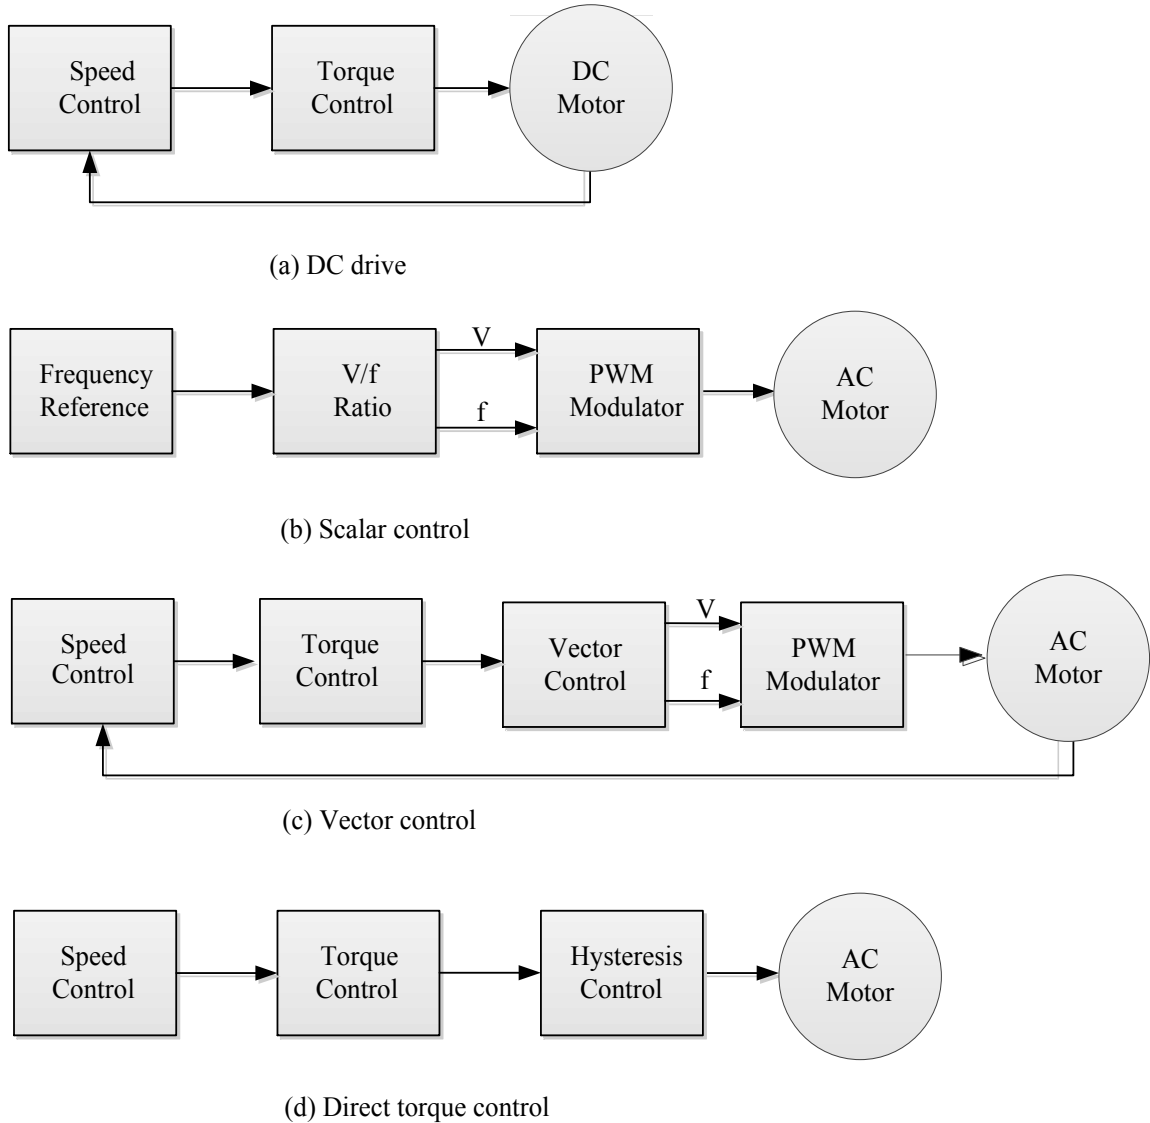 Speed
Control
Torque
Control
DC
Motor
(a) DC drive
Frequency
Reference
V/f
Ratio
V
f
PWM
Modulator
AC
Motor
(b) Scalar control
Speed
Control
Torque
Control
Vector
Control
V
f
PWM
Modulator
AC
Motor
(c) Vector control
Speed
Control
Torque
Control
Hysteresis
Control
AC
Motor
(d) Direct torque control